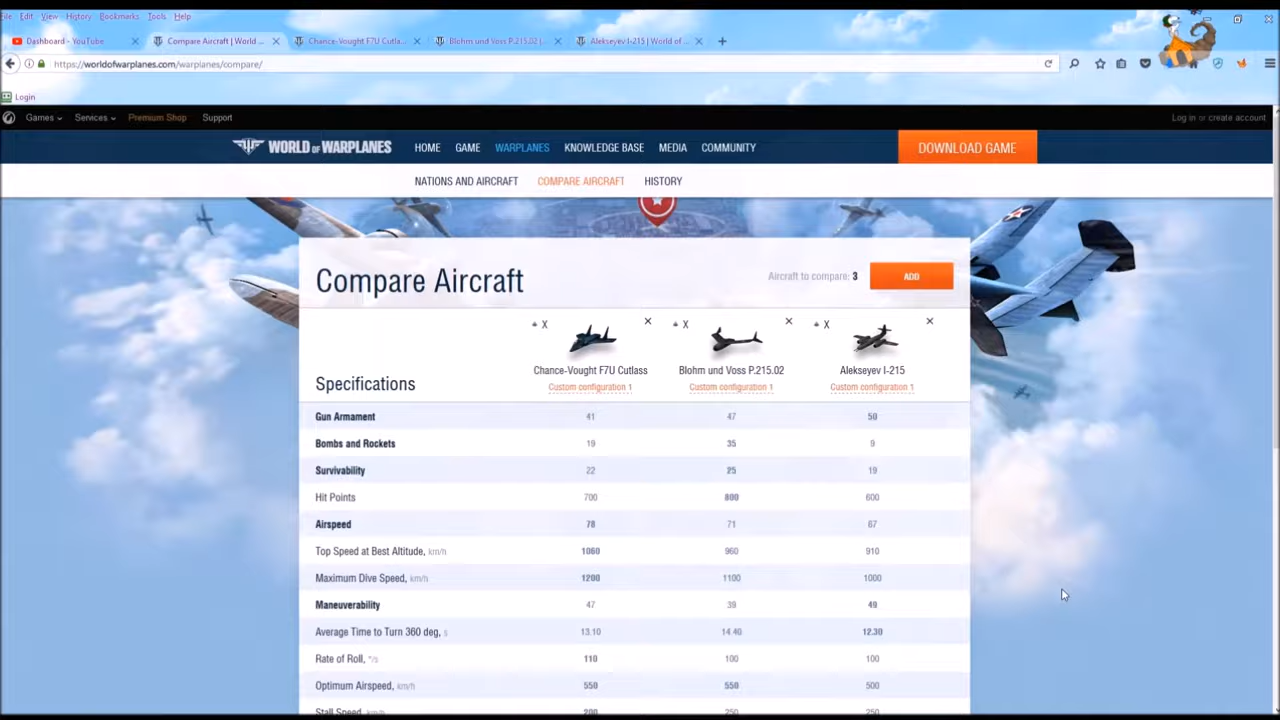 File Edit View History Bookmarks Tools Help
Dashboard - YouTube × Compare Aircraft | World ... × Chance-Vought F7U Cutla... × Blohm und Voss P.215.02 |... × Alekseyev I-215 | World of ... × +
https://worldofwarplanes.com/warplanes/compare/
Login
Games Services Premium Shop Support Log in or create account
WORLD OF WARPLANES HOME GAME WARPLANES KNOWLEDGE BASE MEDIA COMMUNITY DOWNLOAD GAME
NATIONS AND AIRCRAFT COMPARE AIRCRAFT HISTORY
Compare Aircraft Aircraft to compare: 3 ADD
X × X × X ×
Chance-Vought F7U Cutlass Blohm und Voss P.215.02 Alekseyev I-215
Specifications Custom configuration 1 Custom configuration 1 Custom configuration 1
Gun Armament 41 47 50
Bombs and Rockets 19 35 9
Survivability 22 25 19
Hit Points 700 800 600
Airspeed 78 71 67
Top Speed at Best Altitude, km/h 1060 960 910
Maximum Dive Speed, km/h 1200 1100 1000
Maneuverability 47 39 49
Average Time to Turn 360 deg, s 13.10 14.40 12.30
Rate of Roll, °/s 110 100 100
Optimum Airspeed, km/h 550 550 500
Stall Speed, km/h 200 250 250